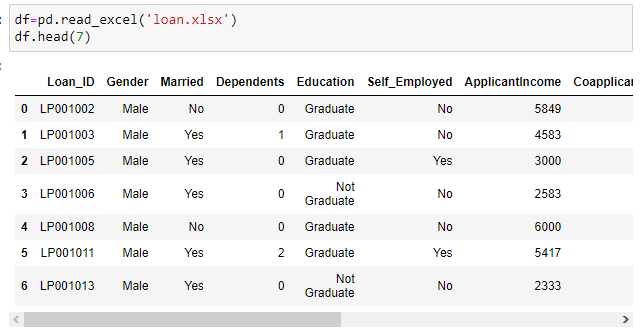 df=pd.read_excel('loan.xlsx')
df.head(7)
Loan_ID Gender Married Dependents Education Self_Employed ApplicantIncome Coapplican
0 LP001002 Male No 0 Graduate No 5849
1 LP001003 Male Yes 1 Graduate No 4583
2 LP001005 Male Yes 0 Graduate Yes 3000
3 LP001006 Male Yes 0 Not Graduate No 2583
4 LP001008 Male No 0 Graduate No 6000
5 LP001011 Male Yes 2 Graduate Yes 5417
6 LP001013 Male Yes 0 Not Graduate No 2333